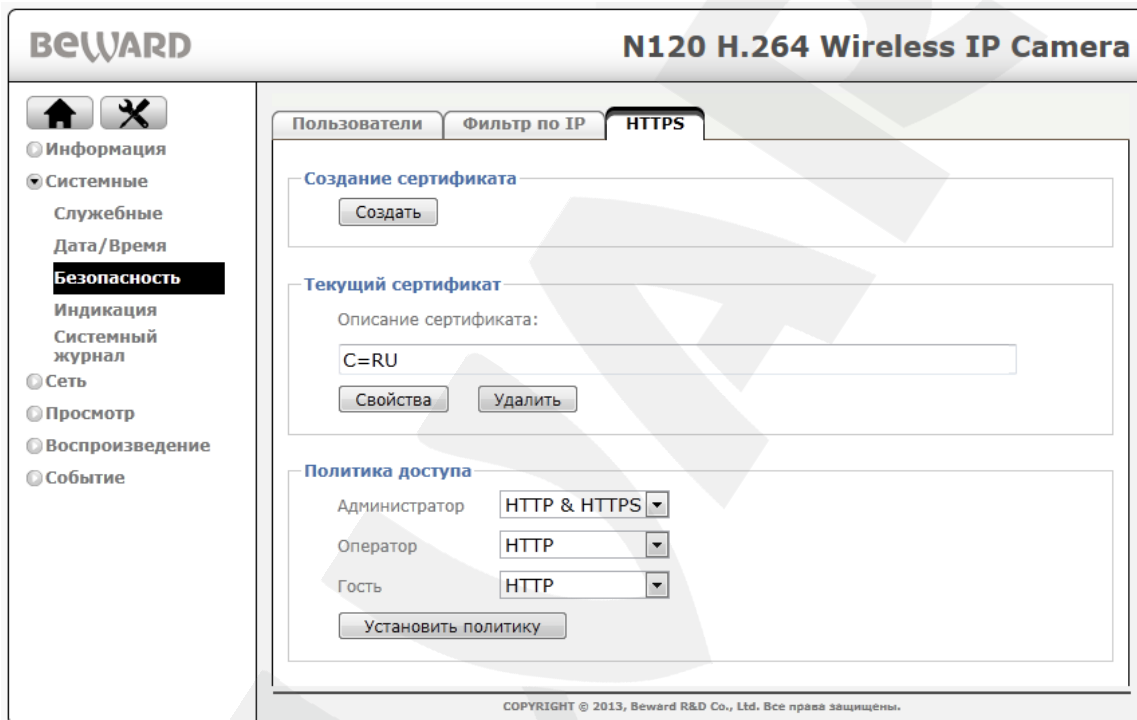 BEWARD
N120 H.264 Wireless IP Camera
Информация
Системные
Служебные
Дата/Время
Безопасность
Индикация
Системный
журнал
Сеть
Просмотр
Воспроизведение
Событие
Пользователи Фильтр по IP HTTPS
Создание сертификата
Создать
Текущий сертификат
Описание сертификата:
C=RU
Свойства Удалить
Политика доступа
Администратор HTTP & HTTPS
Оператор HTTP
Гость HTTP
Установить политику
COPYRIGHT © 2013, Beward R&D Co., Ltd. Все права защищены.